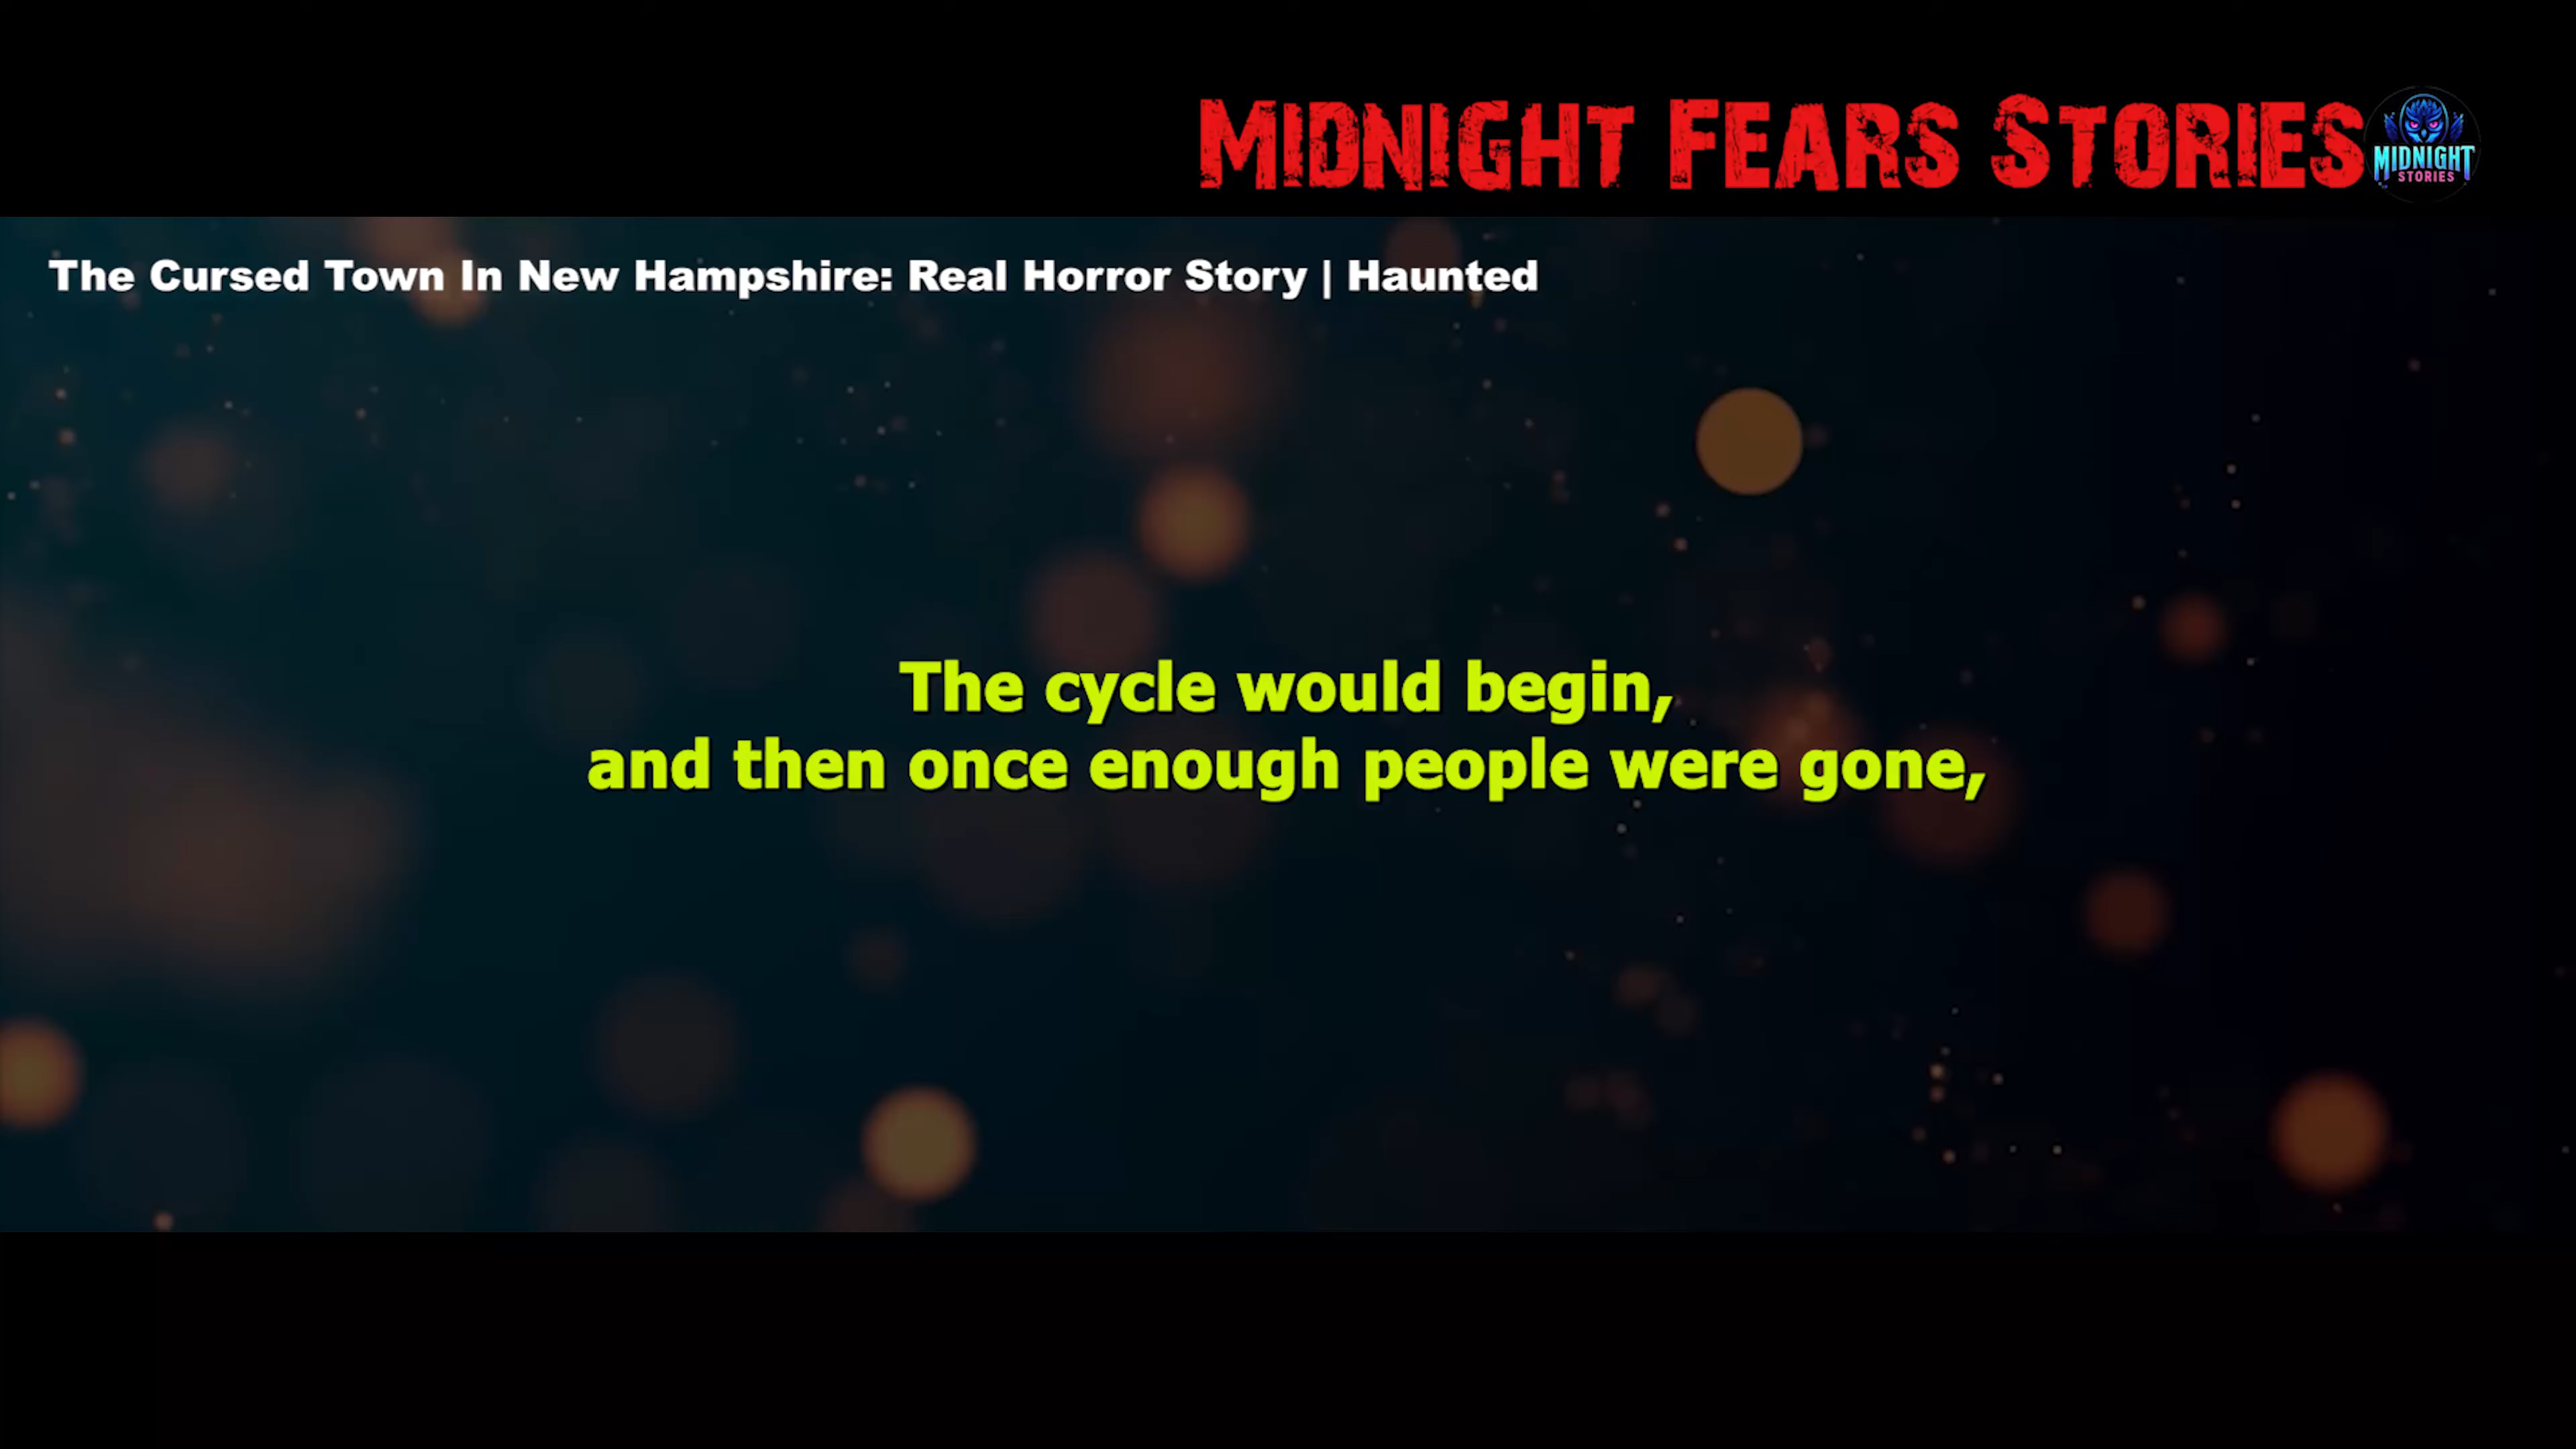 Midnight Fears Stories
MIDNIGHT
STORIES
The Cursed Town In New Hampshire: Real Horror Story | Haunted
The cycle would begin,
and then once enough people were gone,